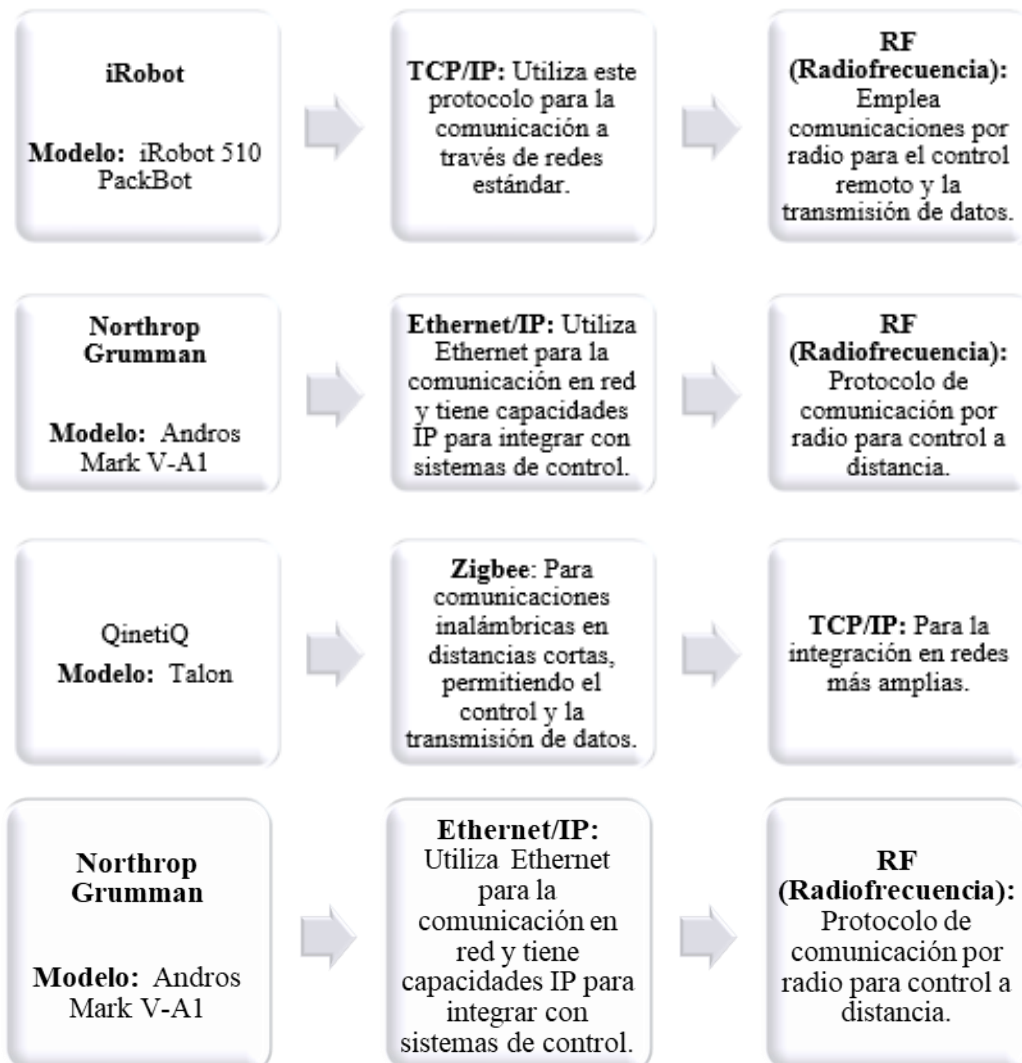 iRobot
Modelo: iRobot 510
PackBot
TCP/IP: Utiliza este
protocolo para la
comunicación a
través de redes
estándar.
RF
(Radiofrecuencia):
Emplea
comunicaciones por
radio para el control
remoto y la
transmisión de datos.
Northrop
Grumman
Modelo: Andros
Mark V-A1
Ethernet/IP: Utiliza
Ethernet para la
comunicación en red
y tiene capacidades
IP para integrar con
sistemas de control.
RF
(Radiofrecuencia):
Protocolo de
comunicación por
radio para control a
distancia.
QinetiQ
Modelo: Talon
Zigbee: Para
comunicaciones
inalámbricas en
distancias cortas,
permitiendo el
control y la
transmisión de datos.
TCP/IP: Para la
integración en redes
más amplias.
Northrop
Grumman
Modelo: Andros
Mark V-A1
Ethernet/IP:
Utiliza Ethernet
para la
comunicación en
red y tiene
capacidades IP para
integrar con
sistemas de control.
RF
(Radiofrecuencia):
Protocolo de
comunicación por
radio para control a
distancia.